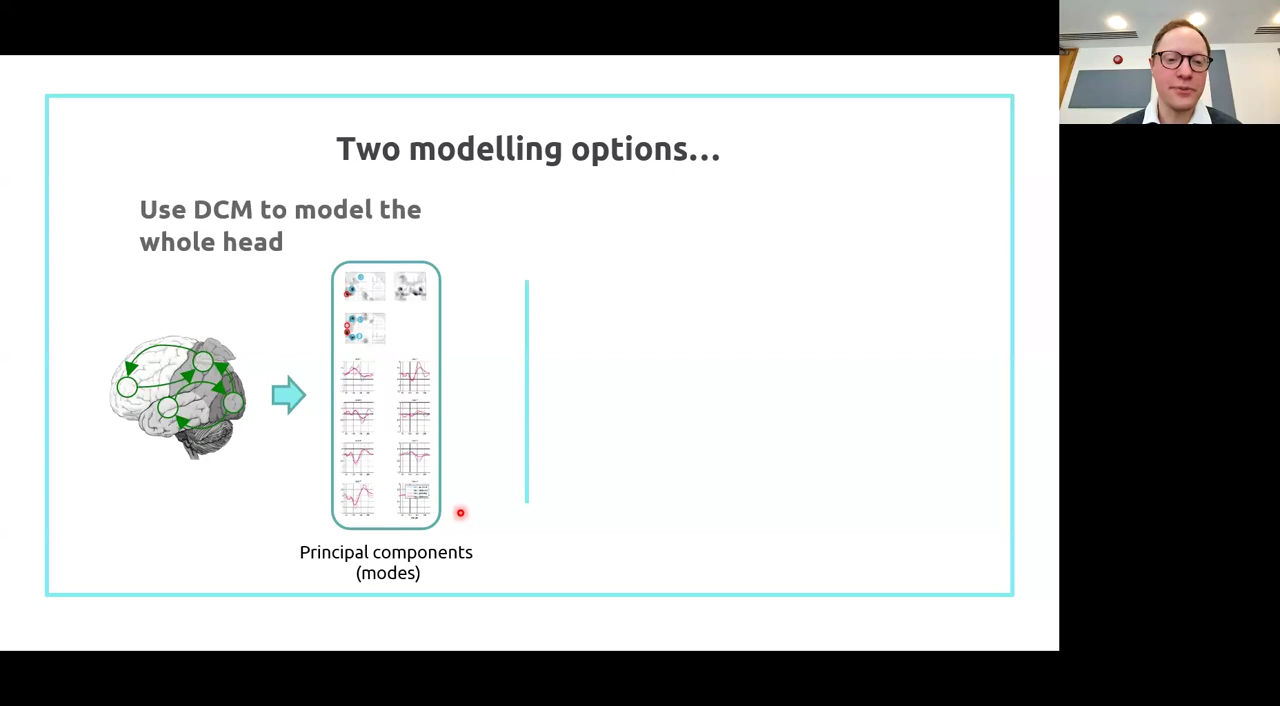 Two modelling options...
Use DCM to model the
whole head
Principal components
(modes)